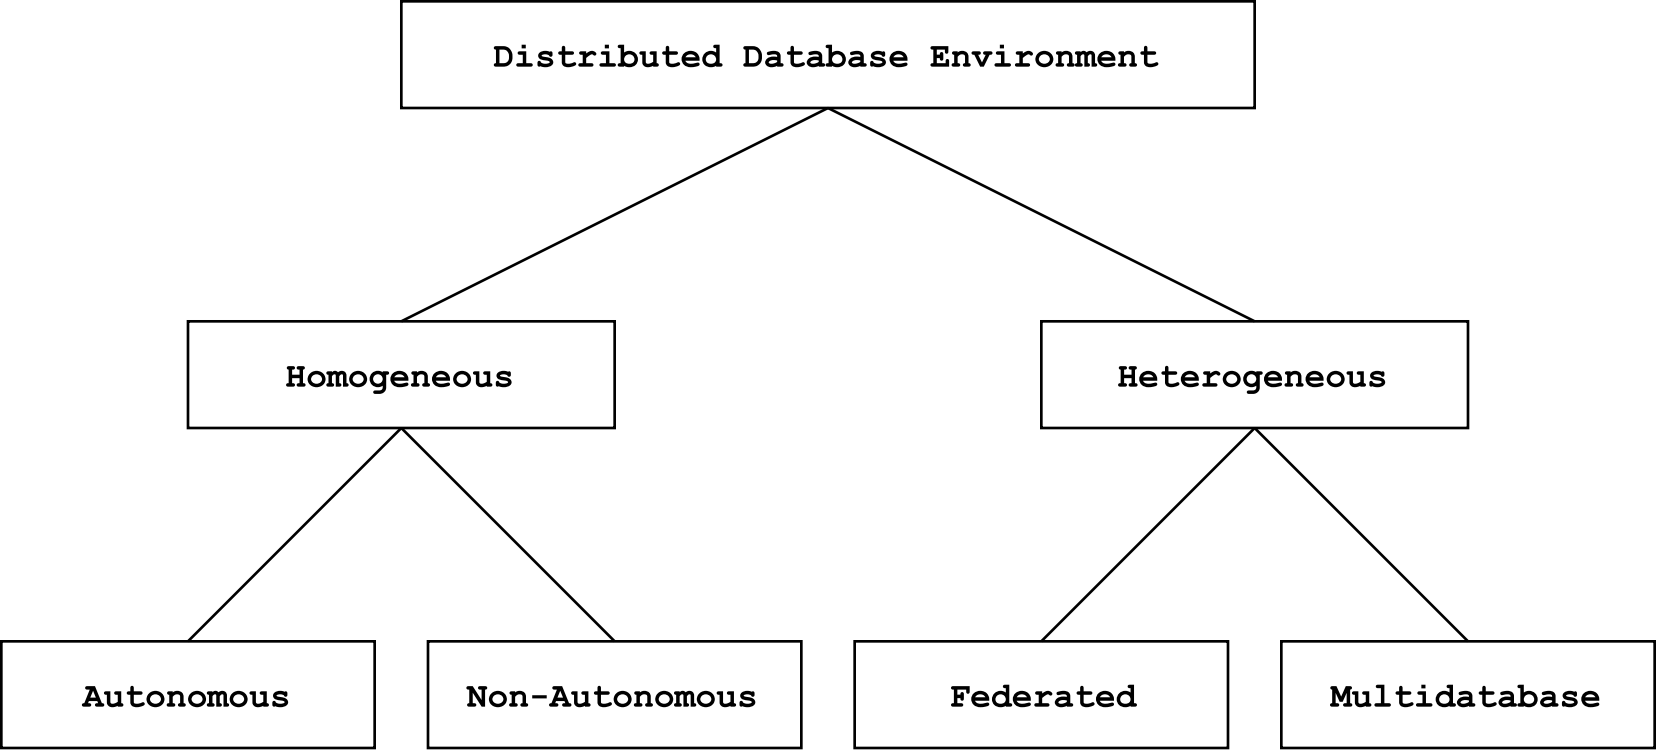 Distributed Database Environment
Homogeneous
Heterogeneous
Autonomous
Non-Autonomous
Federated
Multidatabase